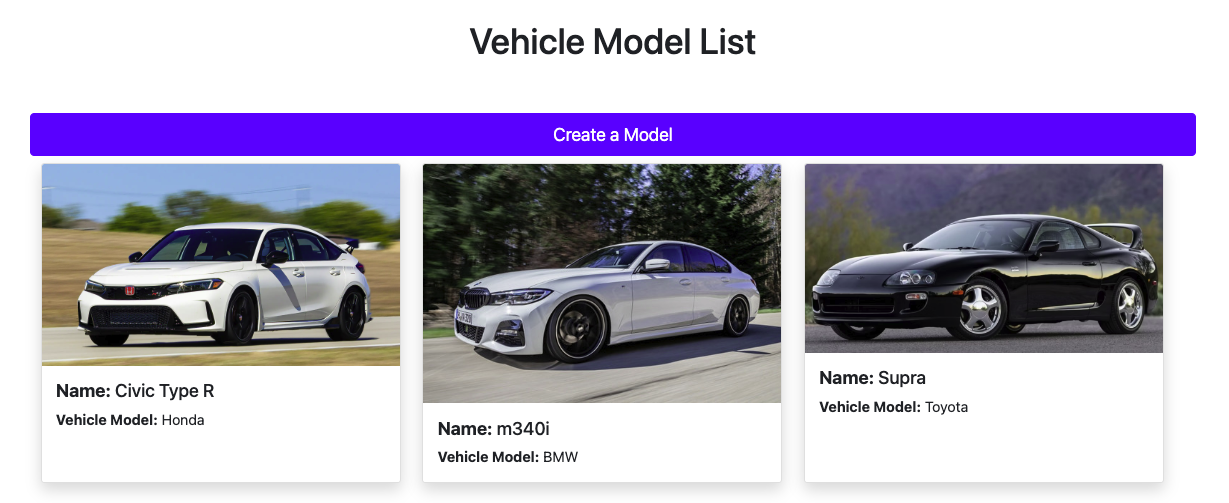 Vehicle Model List
Create a Model
Name: Civic Type R
Vehicle Model: Honda
Name: m340i
Vehicle Model: BMW
Name: Supra
Vehicle Model: Toyota